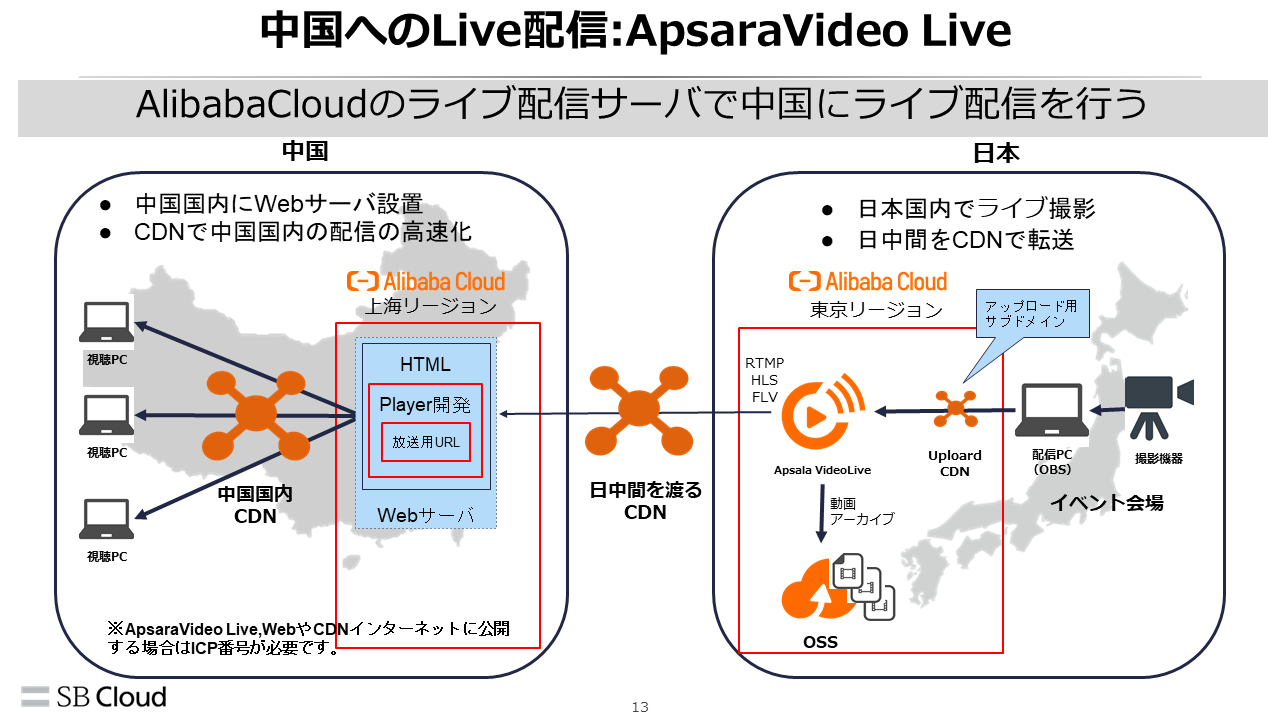 中国へのLive配信:ApsaraVideo Live
AlibabaCloudのライブ配信サーバで中国にライブ配信を行う
中国
● 中国国内にWebサーバ設置
● CDNで中国国内の配信の高速化
Alibaba Cloud
上海リージョン
視聴PC
視聴PC
視聴PC
中国国内
CDN
HTML
Player開発
放送用URL
Webサーバ
※ApsaraVideo Live,WebやCDNインターネットに公開
する場合はICP番号が必要です。
日中間を渡る
CDN
日本
● 日本国内でライブ撮影
● 日中間をCDNで転送
Alibaba Cloud
東京リージョン
アップロード用
サブドメイン
RTMP
HLS
FLV
Apsala VideoLive
Uploard
CDN
配信PC
（OBS）
撮影機器
イベント会場
動画
アーカイブ
OSS
SB Cloud
13